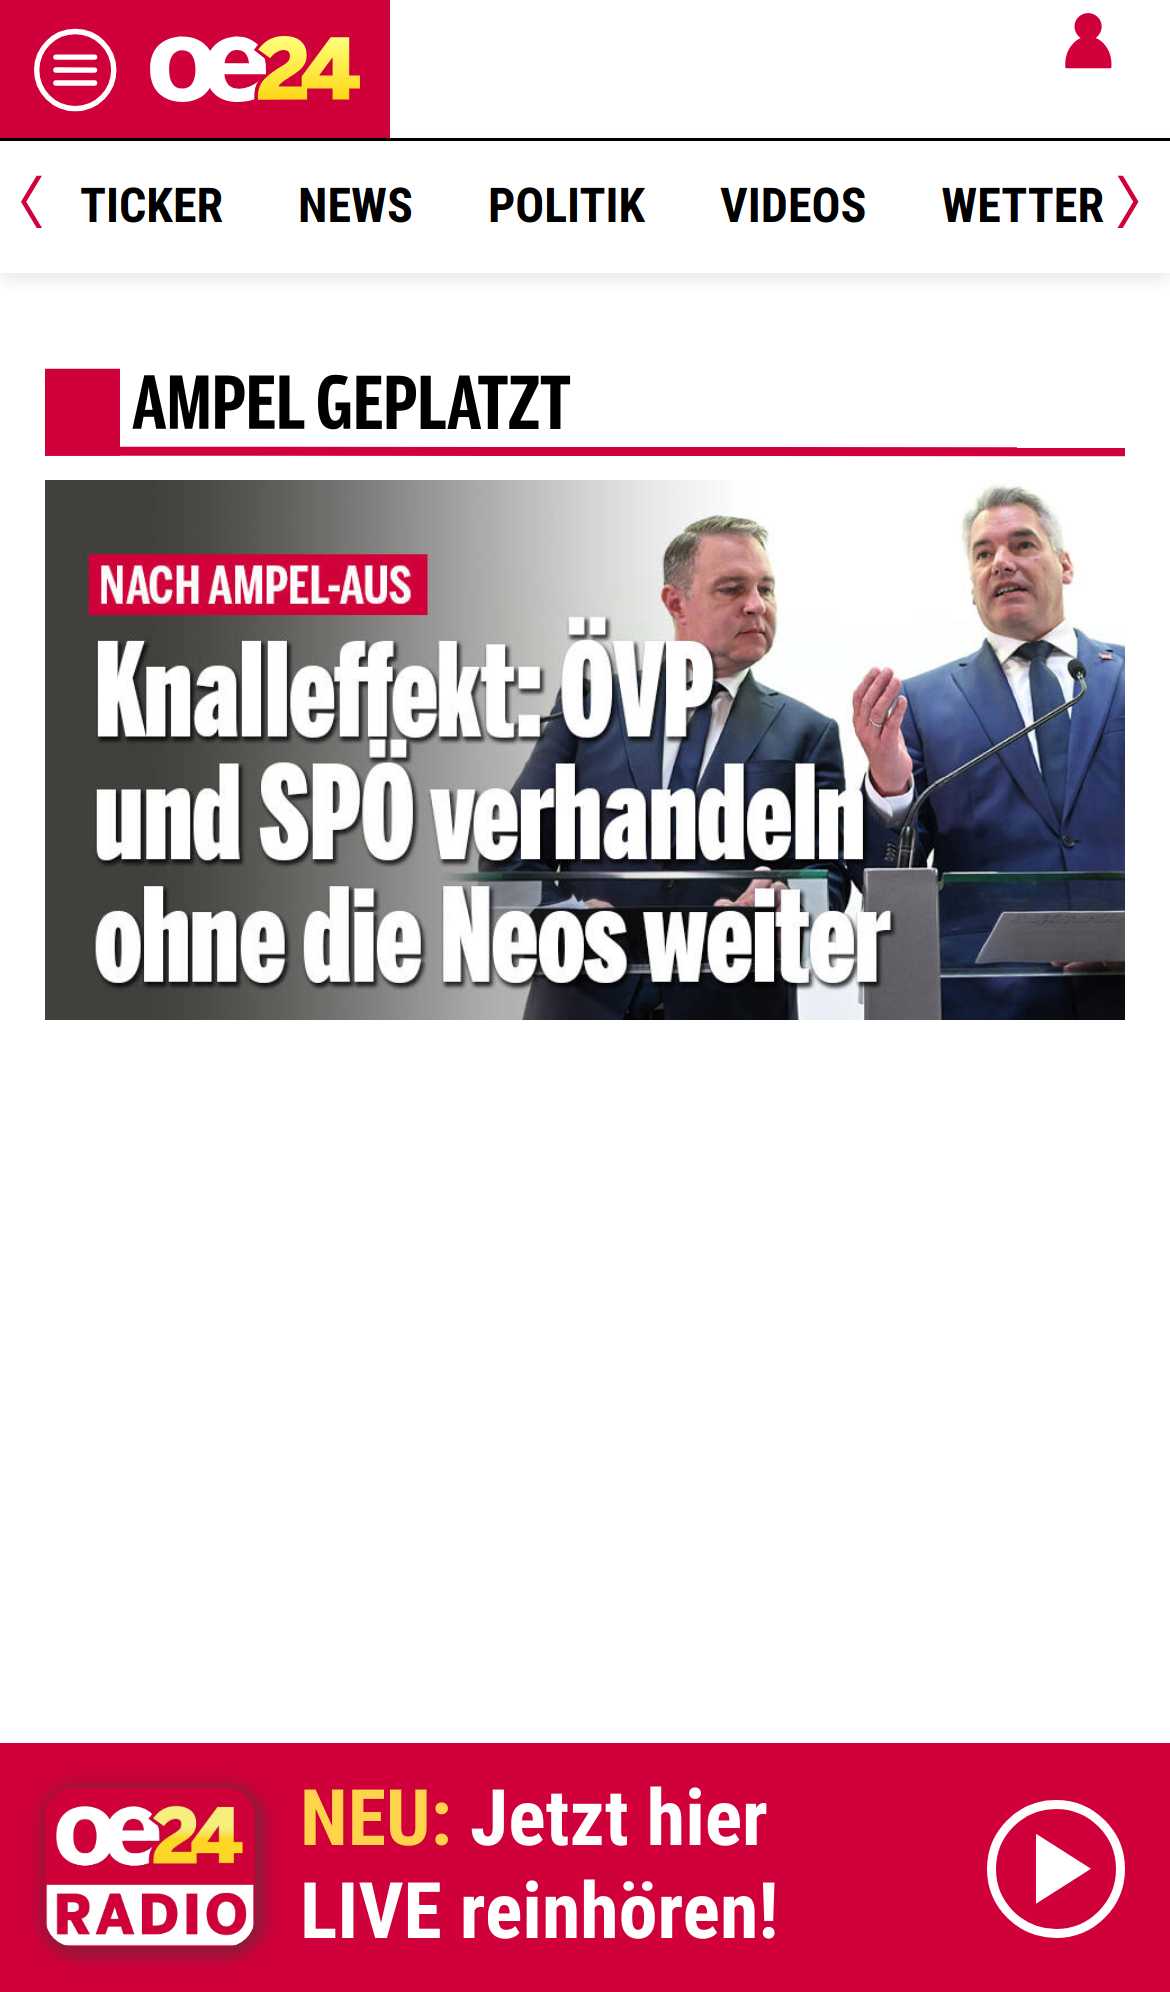 oe24
TICKER NEWS POLITIK VIDEOS WETTER
AMPEL GEPLATZT
NACH AMPEL-AUS
Knalleffekt: ÖVP
und SPÖ verhandeln
ohne die Neos weiter
oe24
RADIO
NEU: Jetzt hier
LIVE reinhören!